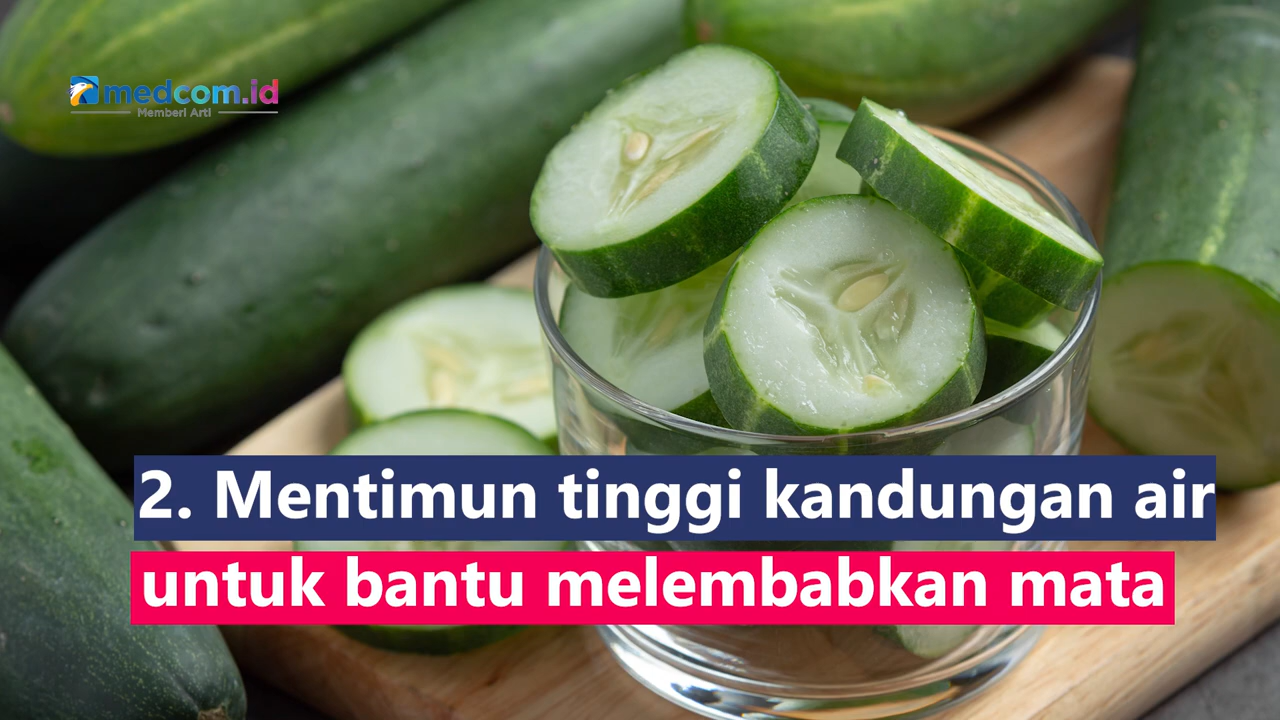 medcom.id
Memberi Arti
2. Mentimun tinggi kandungan air
untuk bantu melembabkan mata